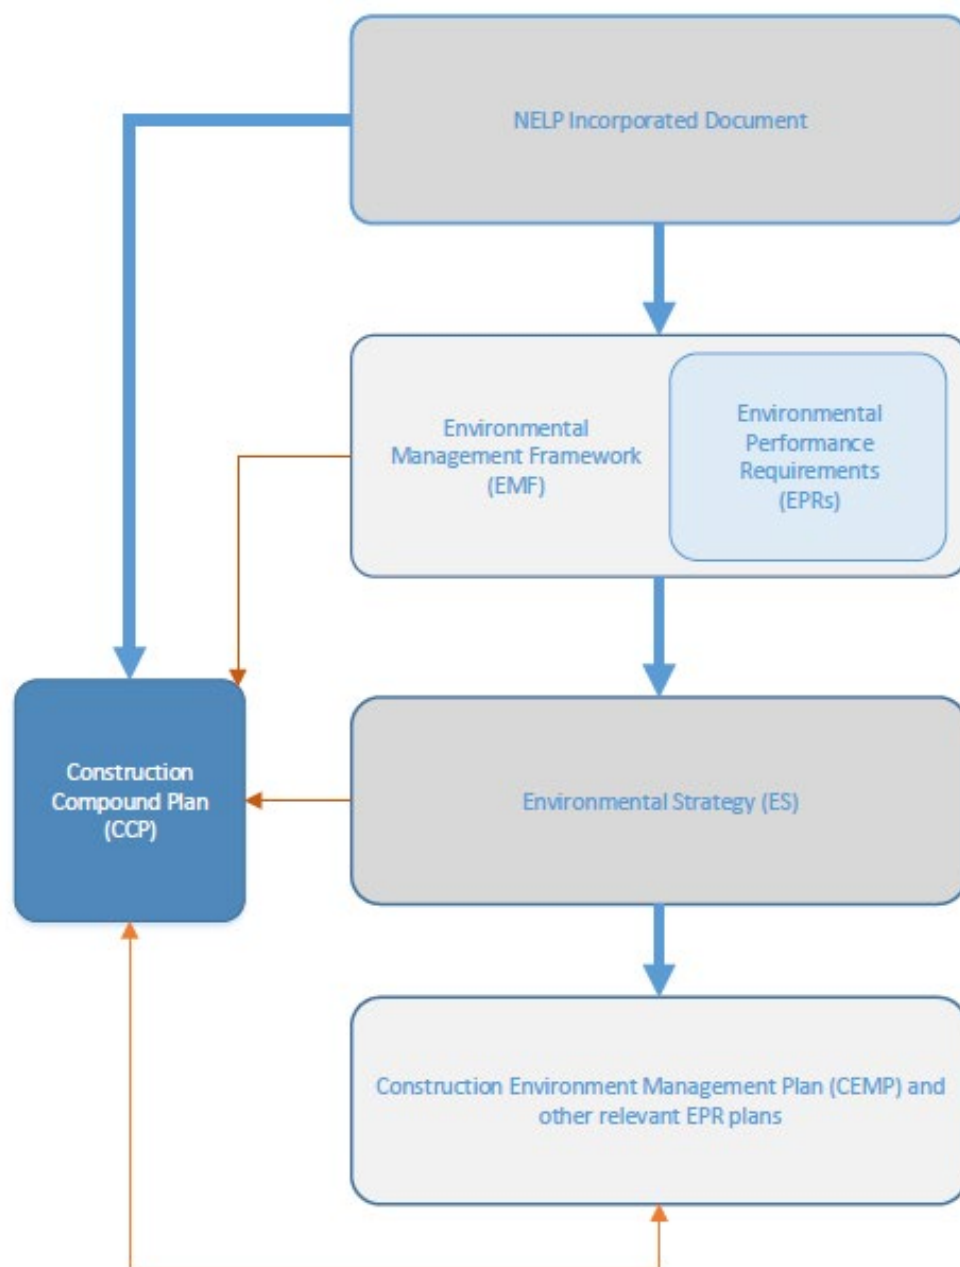 NELP Incorporated Document
Environmental
Management Framework
(EMF)
Environmental
Performance
Requirements
(EPRs)
Construction
Compound Plan
(CCP)
Environmental Strategy (ES)
Construction Environment Management Plan (CEMP) and
other relevant EPR plans